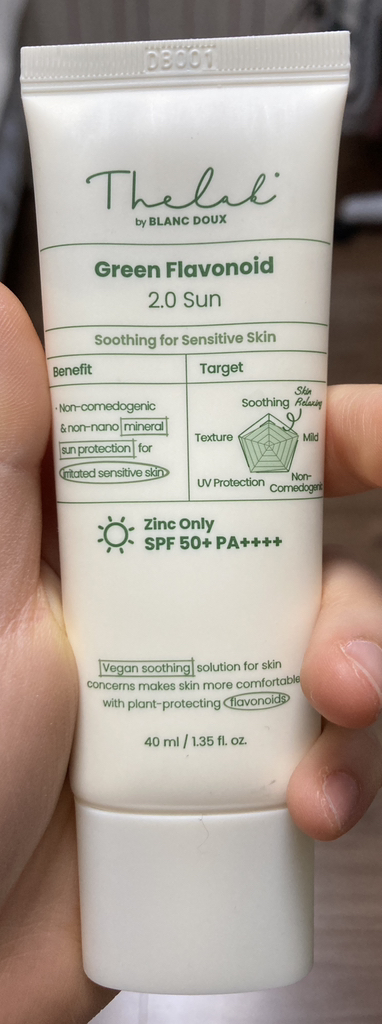 DB001
Thelab
by BLANC DOUX
Green Flavonoid
2.0 Sun
Soothing for Sensitive Skin
Benefit
Target
· Non-comedogenic
& non-nano mineral
sun protection for
irritated sensitive skin
Skin
Relaxing
Soothing
Texture
Mild
UV Protection
Non-
Comedogenic
Zinc Only
SPF 50+ PA++++
Vegan soothing solution for skin
concerns makes skin more comfortable
with plant-protecting flavonoids
40 ml / 1.35 fl. oz.